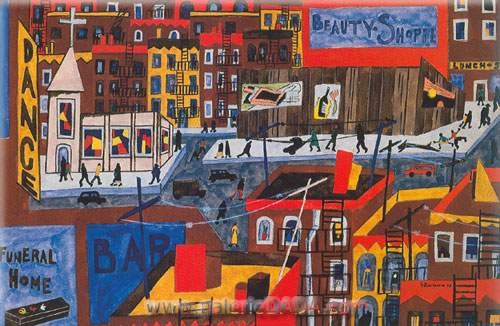 DANCE
BEAUTY-SHOPPE
LUNCHES
FUNERAL
HOME
BAR